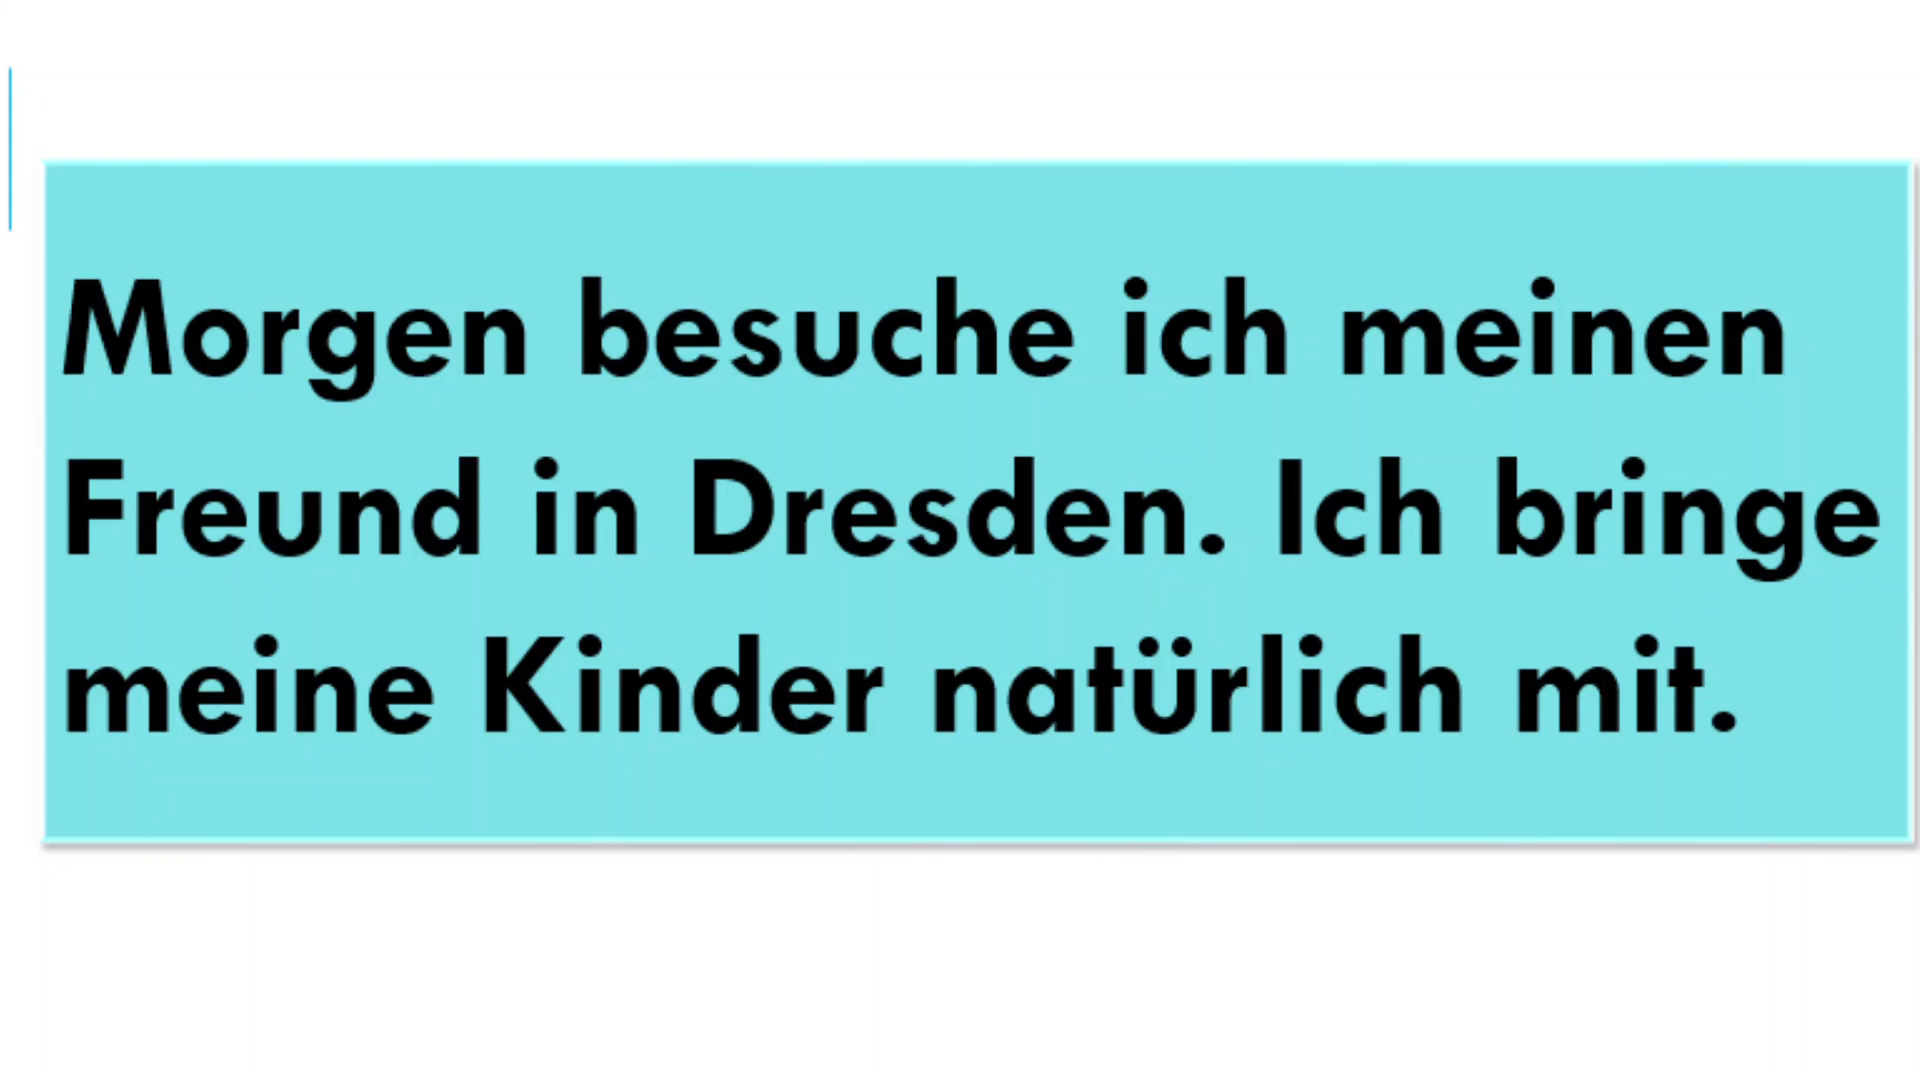 Morgen besuche ich meinen
Freund in Dresden. Ich bringe
meine Kinder natürlich mit.